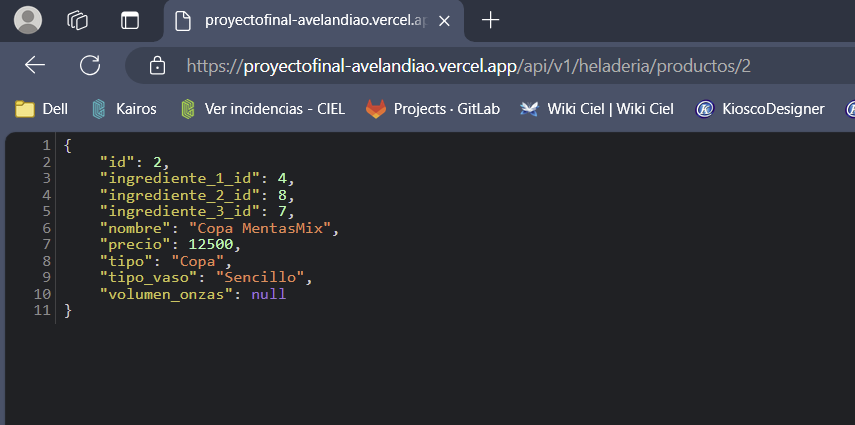 proyectofinal-avelandiao.vercel.ap
https://proyectofinal-avelandiao.vercel.app/api/v1/heladeria/productos/2
Dell Kairos Ver incidencias - CIEL Projects · GitLab Wiki Ciel | Wiki Ciel KioscoDesigner
1 {
2 "id": 2,
3 "ingrediente_1_id": 4,
4 "ingrediente_2_id": 8,
5 "ingrediente_3_id": 7,
6 "nombre": "Copa MentasMix",
7 "precio": 12500,
8 "tipo": "Copa",
9 "tipo_vaso": "Sencillo",
10 "volumen_onzas": null
11 }